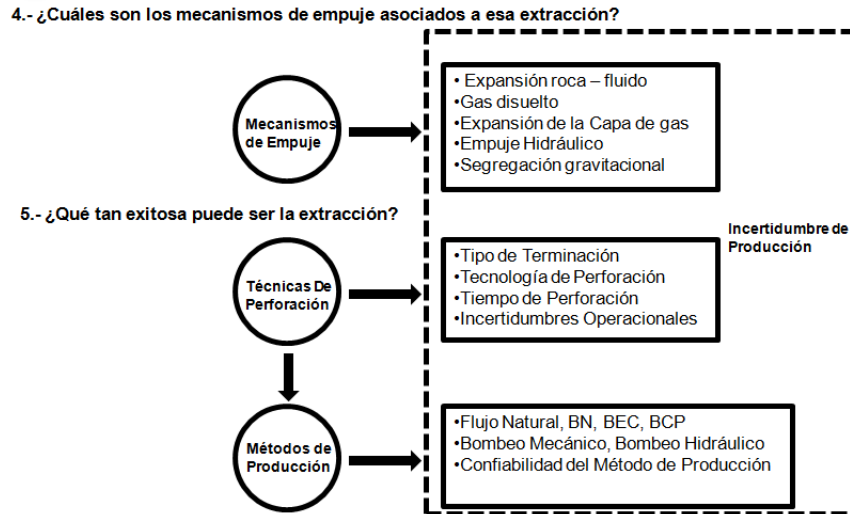 4.- ¿Cuáles son los mecanismos de empuje asociados a esa extracción?
Mecanismos
de Empuje
•Expansión roca – fluido
•Gas disuelto
•Expansión de la Capa de gas
•Empuje Hidráulico
•Segregación gravitacional
5.- ¿Qué tan exitosa puede ser la extracción?
Incertidumbre de
Producción
Técnicas De
Perforación
•Tipo de Terminación
•Tecnología de Perforación
•Tiempo de Perforación
•Incertidumbres Operacionales
Métodos de
Producción
•Flujo Natural, BN, BEC, BCP
•Bombeo Mecánico, Bombeo Hidráulico
•Confiabilidad del Método de Producción